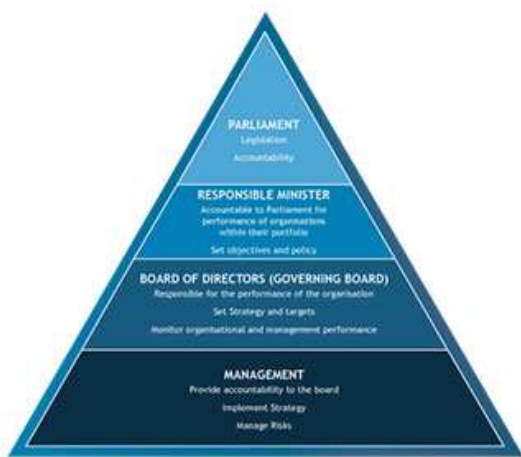 PARLIAMENT
Legislation
Accountability
RESPONSIBLE MINISTER
Accountable to Parliament for
performance of organisations
within their portfolio
Set objectives and policy
BOARD OF DIRECTORS (GOVERNING BOARD)
Responsible for the performance of the organisation
Set Strategy and targets
Monitor organisational and management performance
MANAGEMENT
Provide accountability to the board
Implement Strategy
Manage Risks